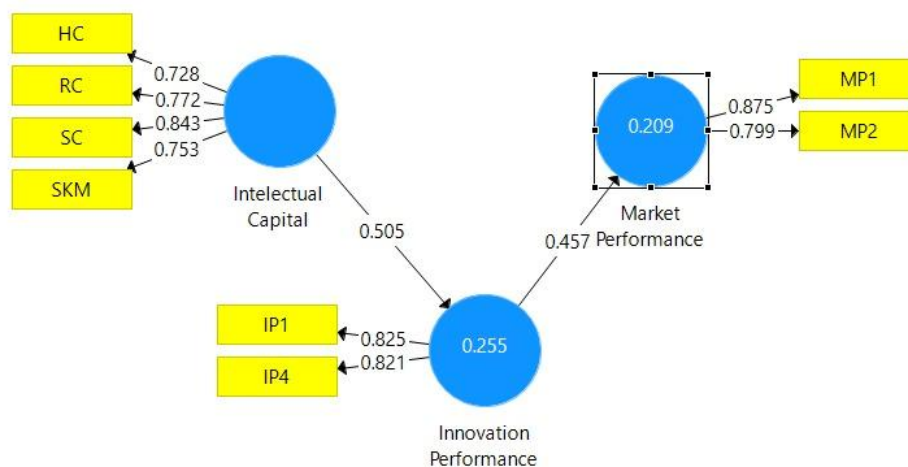 HC
RC
SC
SKM
0.728
0.772
0.843
0.753
Intelectual
Capital
0.505
IP1
IP4
0.825
0.821
0.255
Innovation
Performance
0.457
0.209
Market
Performance
0.875
0.799
MP1
MP2